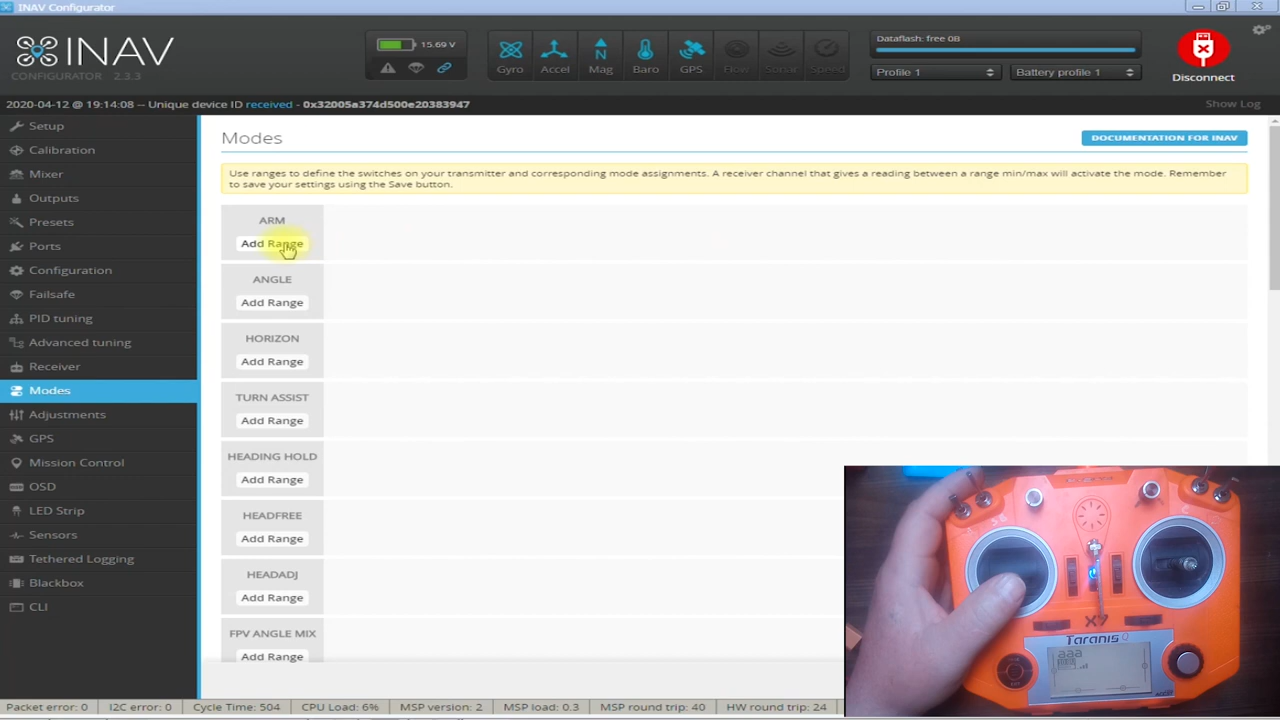 INAV Configurator
INAV
CONFIGURATOR 2.3.3
15.69 V
Gyro Accel Mag Baro GPS Flow Sonar Speed
Dataflash: free 0B
Profile 1
Battery profile 1
Disconnect
2020-04-12 @ 19:14:08 -- Unique device ID received - 0x32005a374d500e20383947
Show Log
Setup
Calibration
Mixer
Outputs
Presets
Ports
Configuration
Failsafe
PID tuning
Advanced tuning
Receiver
Modes
Adjustments
GPS
Mission Control
OSD
LED Strip
Sensors
Tethered Logging
Blackbox
CLI
Modes
DOCUMENTATION FOR INAV
Use ranges to define the switches on your transmitter and corresponding mode assignments. A receiver channel that gives a reading between a range min/max will activate the mode. Remember
to save your settings using the Save button.
ARM
Add Range
ANGLE
Add Range
HORIZON
Add Range
TURN ASSIST
Add Range
HEADING HOLD
Add Range
HEADFREE
Add Range
HEADADJ
Add Range
FPV ANGLE MIX
Add Range
X7
Taranis Q
aaa
Packet error: 0
I2C error: 0
Cycle Time: 504
CPU Load: 6%
MSP version: 2
MSP load: 0.3
MSP round trip: 40
HW round trip: 24